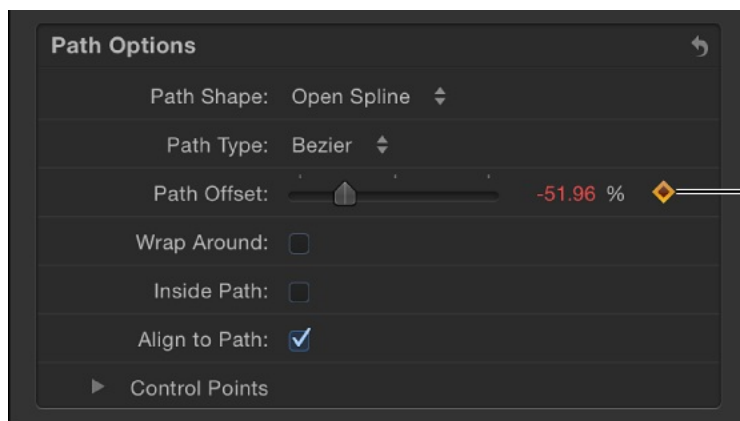 Path Options
Path Shape: Open Spline
Path Type: Bezier
Path Offset: -51.96 %
Wrap Around:
Inside Path:
Align to Path:
Control Points